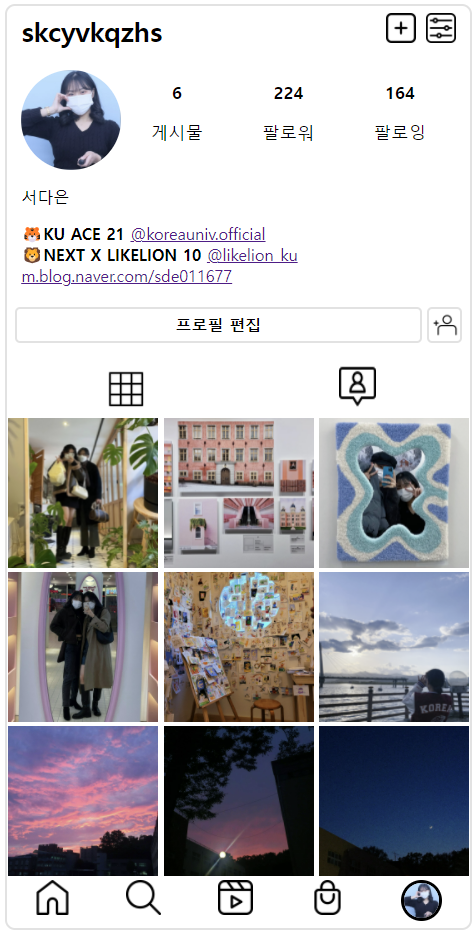 skcyvkqzhs
6 224 164
게시물 팔로워 팔로잉
서다은
🐯KU ACE 21 @koreauniv.official
🦁NEXT X LIKELION 10 @likelion_ku
m.blog.naver.com/sde011677
프로필 편집
KOREA